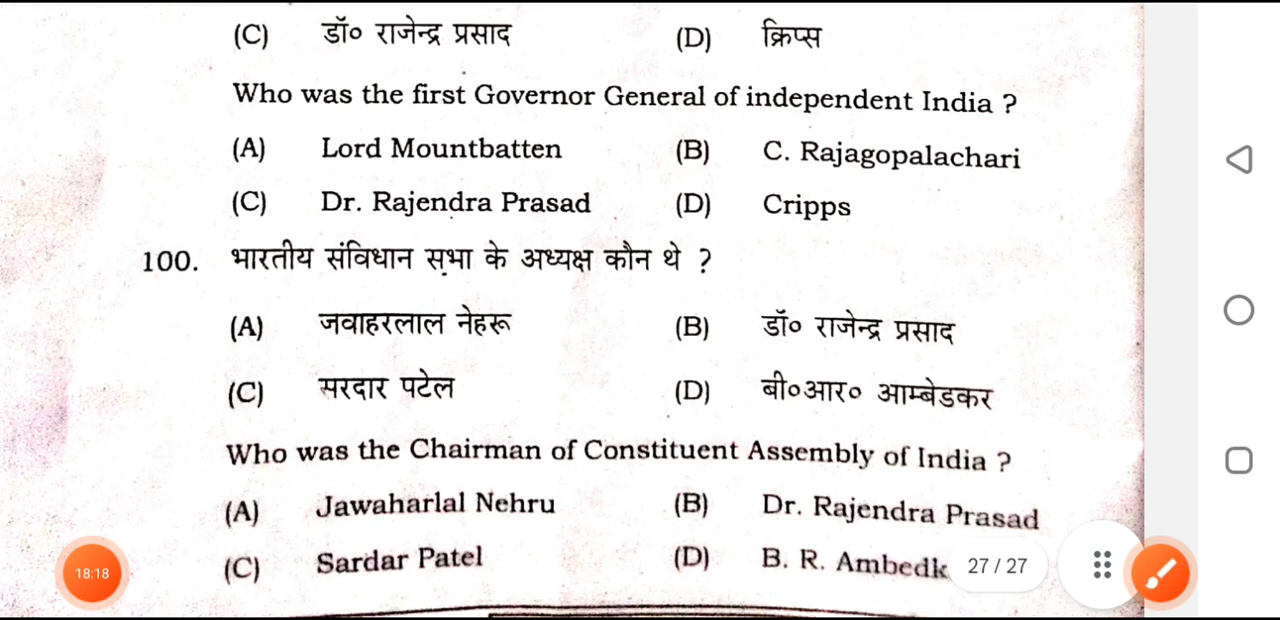 (C) डॉ० राजेन्द्र प्रसाद (D) क्रिप्स
Who was the first Governor General of independent India ?
(A) Lord Mountbatten (B) C. Rajagopalachari
(C) Dr. Rajendra Prasad (D) Cripps
100. भारतीय संविधान सभा के अध्यक्ष कौन थे ?
(A) जवाहरलाल नेहरू (B) डॉ० राजेन्द्र प्रसाद
(C) सरदार पटेल (D) बी०आर० आम्बेडकर
Who was the Chairman of Constituent Assembly of India ?
(A) Jawaharlal Nehru (B) Dr. Rajendra Prasad
(C) Sardar Patel (D) B. R. Ambedk
27 / 27
18:18